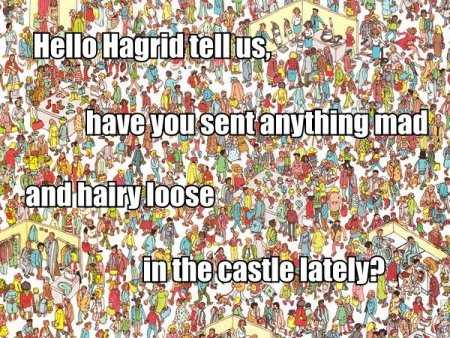 Hello Hagrid tell us,
have you sent anything mad
and hairy loose
in the castle lately?